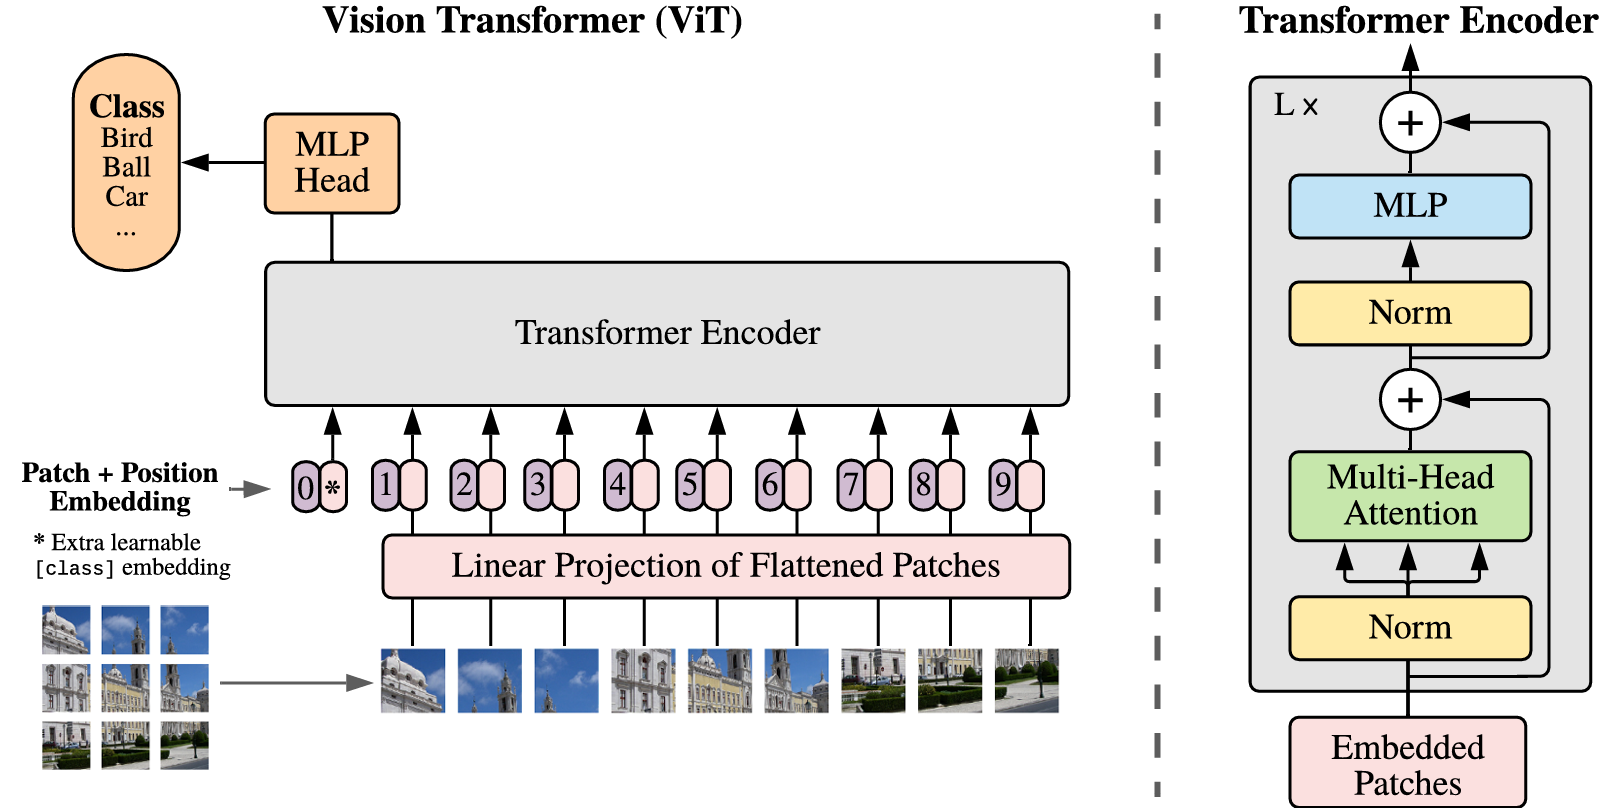 Vision Transformer (ViT)
Class
Bird
Ball
Car
...
MLP
Head
Transformer Encoder
Patch + Position
Embedding
0 * 1 2 3 4 5 6 7 8 9
* Extra learnable
[class] embedding
Linear Projection of Flattened Patches
Transformer Encoder
L x
+
MLP
Norm
+
Multi-Head
Attention
Norm
Embedded
Patches